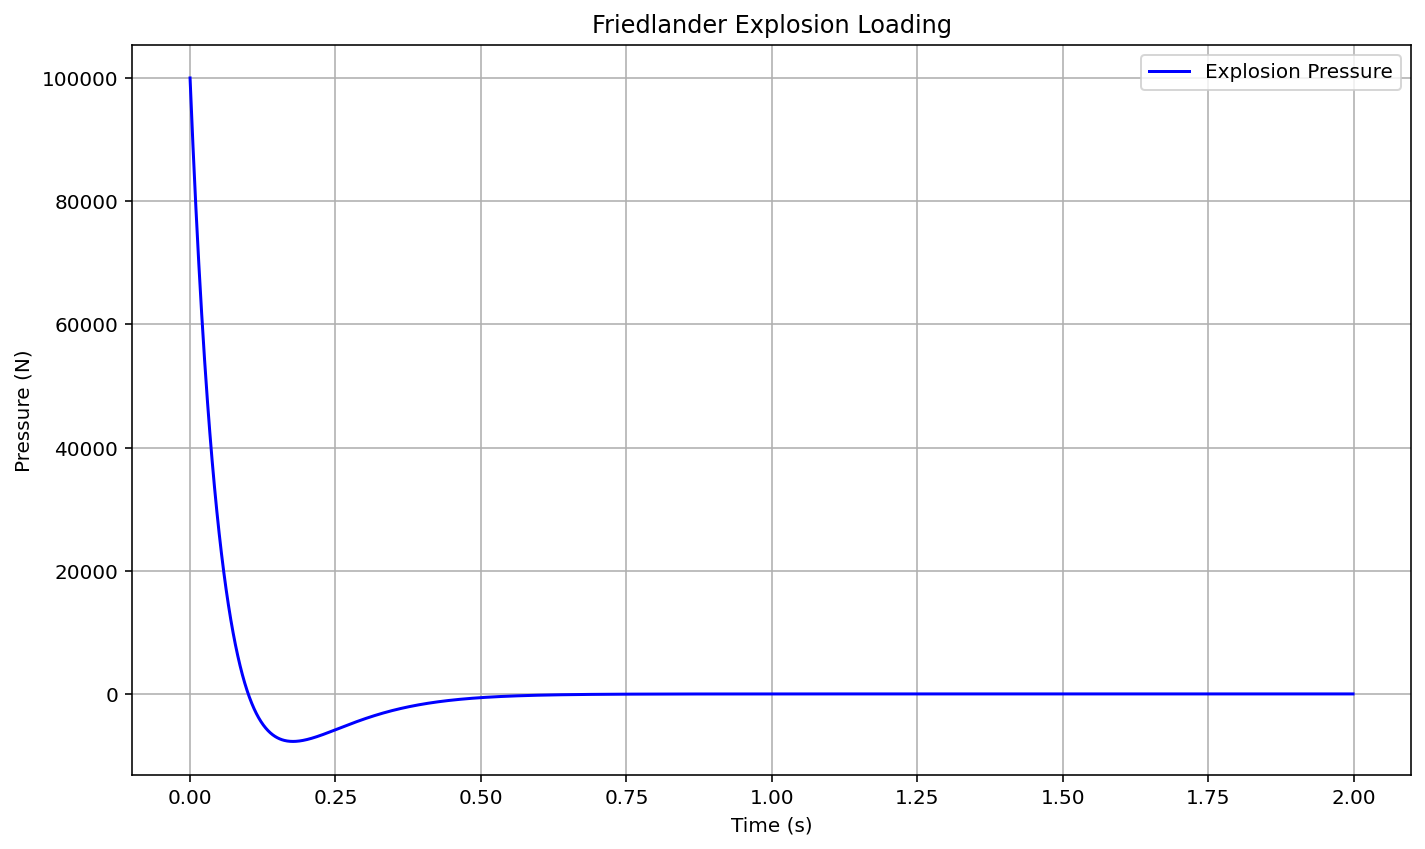 Friedlander Explosion Loading
Explosion Pressure
100000
80000
60000
40000
20000
0
Pressure (N)
0.00 0.25 0.50 0.75 1.00 1.25 1.50 1.75 2.00
Time (s)